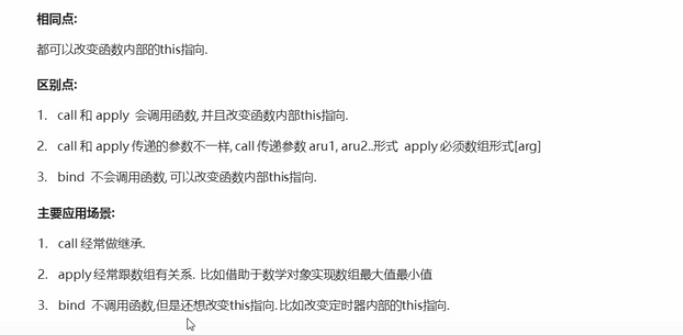 相同点:
都可以改变函数内部的this指向.
区别点:
1. call 和 apply 会调用函数, 并且改变函数内部this指向.
2. call 和 apply 传递的参数不一样, call 传递参数 aru1, aru2..形式 apply 必须数组形式[arg]
3. bind 不会调用函数, 可以改变函数内部this指向.
主要应用场景:
1. call 经常做继承.
2. apply 经常跟数组有关系. 比如借助于数学对象实现数组最大值最小值
3. bind 不调用函数,但是还想改变this指向. 比如改变定时器内部的this指向.